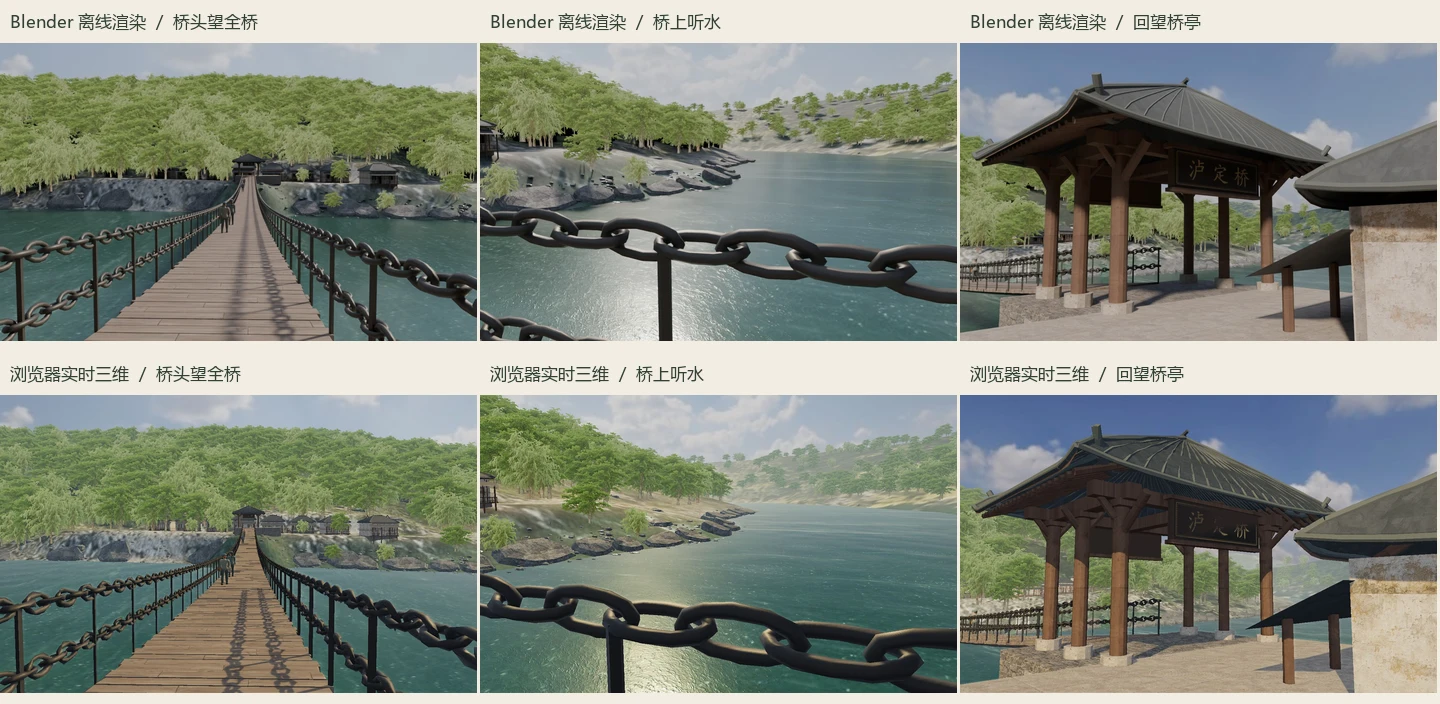 Blender 离线渲染 / 桥头望全桥
Blender 离线渲染 / 桥上听水
Blender 离线渲染 / 回望桥亭
泸定桥
浏览器实时三维 / 桥头望全桥
浏览器实时三维 / 桥上听水
浏览器实时三维 / 回望桥亭
泸定桥